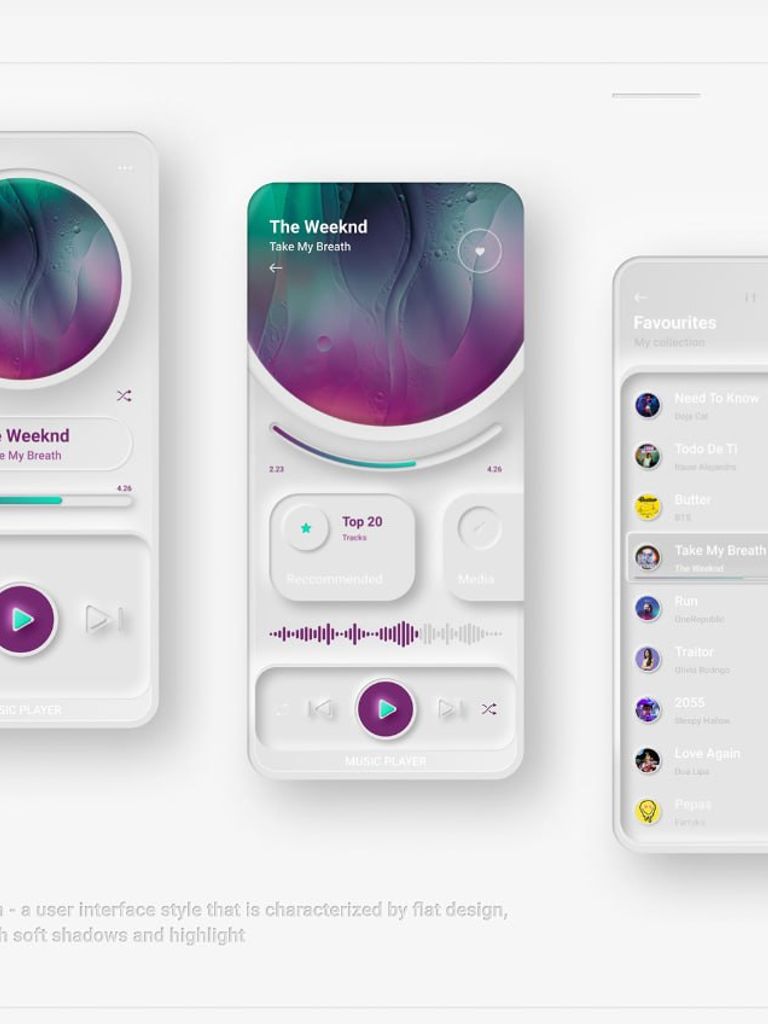 e Weeknd
e My Breath
4.26
SIC PLAYER
The Weeknd
Take My Breath
2.23
4.26
Top 20
Tracks
Reccommended
Media
MUSIC PLAYER
Favourites
My collection
Need To Know
Doja Cat
Todo De Ti
Rauw Alejandro
Butter
BTS
Take My Breath
The Weeknd
Run
OneRepublic
Traitor
Olivia Rodrigo
2055
Sleepy Hallow
Love Again
Dua Lipa
Pepas
Farruko
- a user interface style that is characterized by flat design,
h soft shadows and highlight